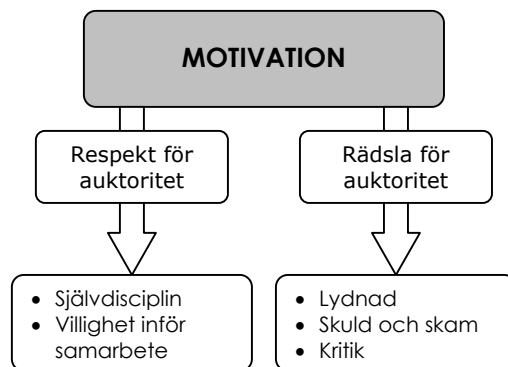 MOTIVATION
Respekt för
auktoritet
Rädsla för
auktoritet
• Självdisciplin
• Villighet inför
samarbete
• Lydnad
• Skuld och skam
• Kritik